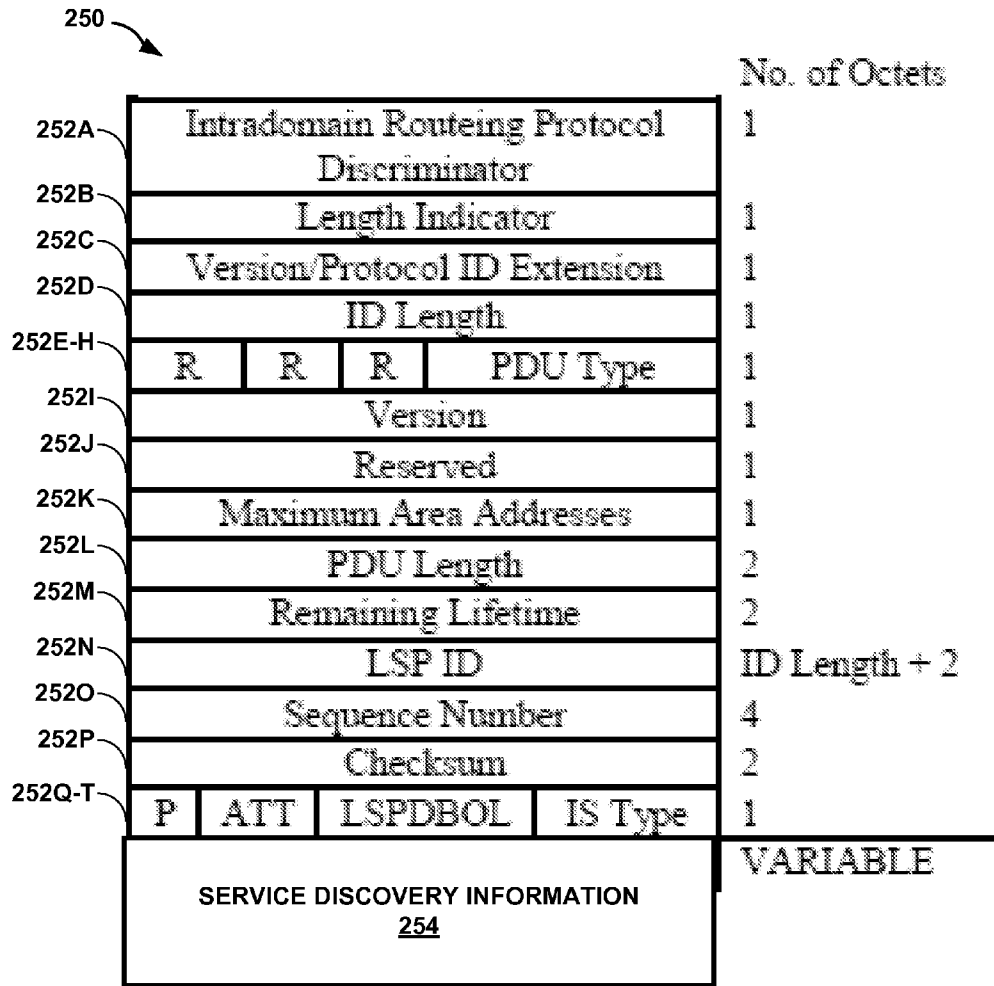 250
No. of Octets
252A
Intradomain Routeing Protocol
Discriminator
1
252B
Length Indicator
1
252C
Version/Protocol ID Extension
1
252D
ID Length
1
252E-H
R R R PDU Type
1
252I
Version
1
252J
Reserved
1
252K
Maximum Area Addresses
1
252L
PDU Length
2
252M
Remaining Lifetime
2
252N
LSP ID
ID Length + 2
252O
Sequence Number
4
252P
Checksum
2
252Q-T
P ATT LSPDBOL IS Type
1
VARIABLE
SERVICE DISCOVERY INFORMATION
254